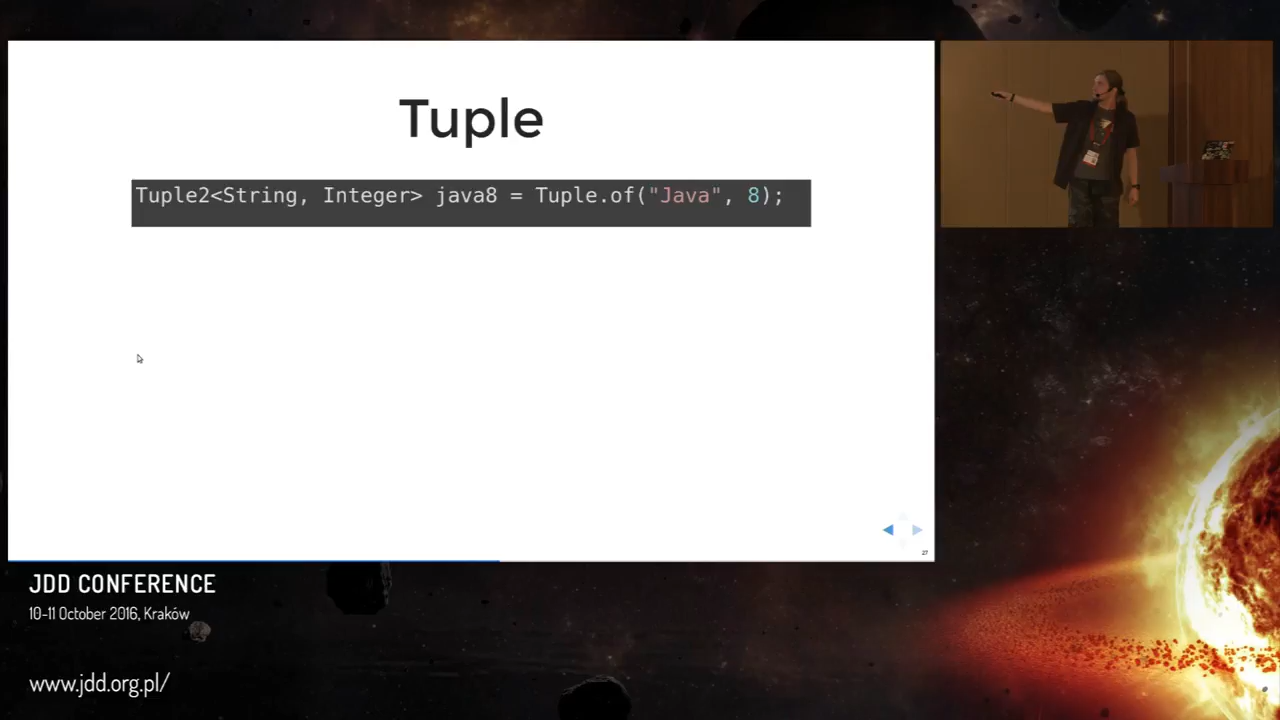 Tuple
Tuple2<String, Integer> java8 = Tuple.of("Java", 8);
27
JDD CONFERENCE
10-11 October 2016, Kraków
www.jdd.org.pl/